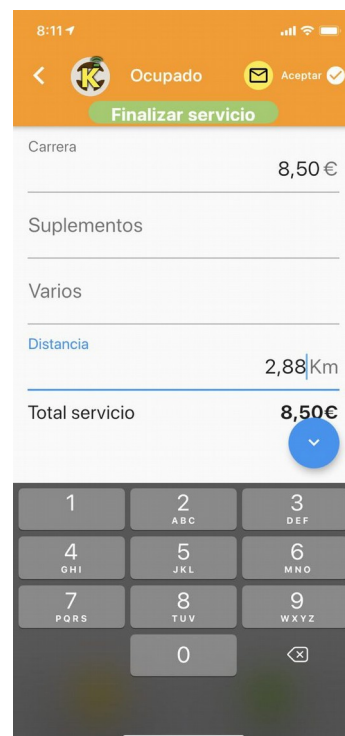 8:11
K
Ocupado
Aceptar
Finalizar servicio
Carrera
8,50 €
Suplementos
Varios
Distancia
2,88 Km
Total servicio 8,50€
1 2 3
ABC DEF
4 5 6
GHI JKL MNO
7 8 9
PQRS TUV WXYZ
0